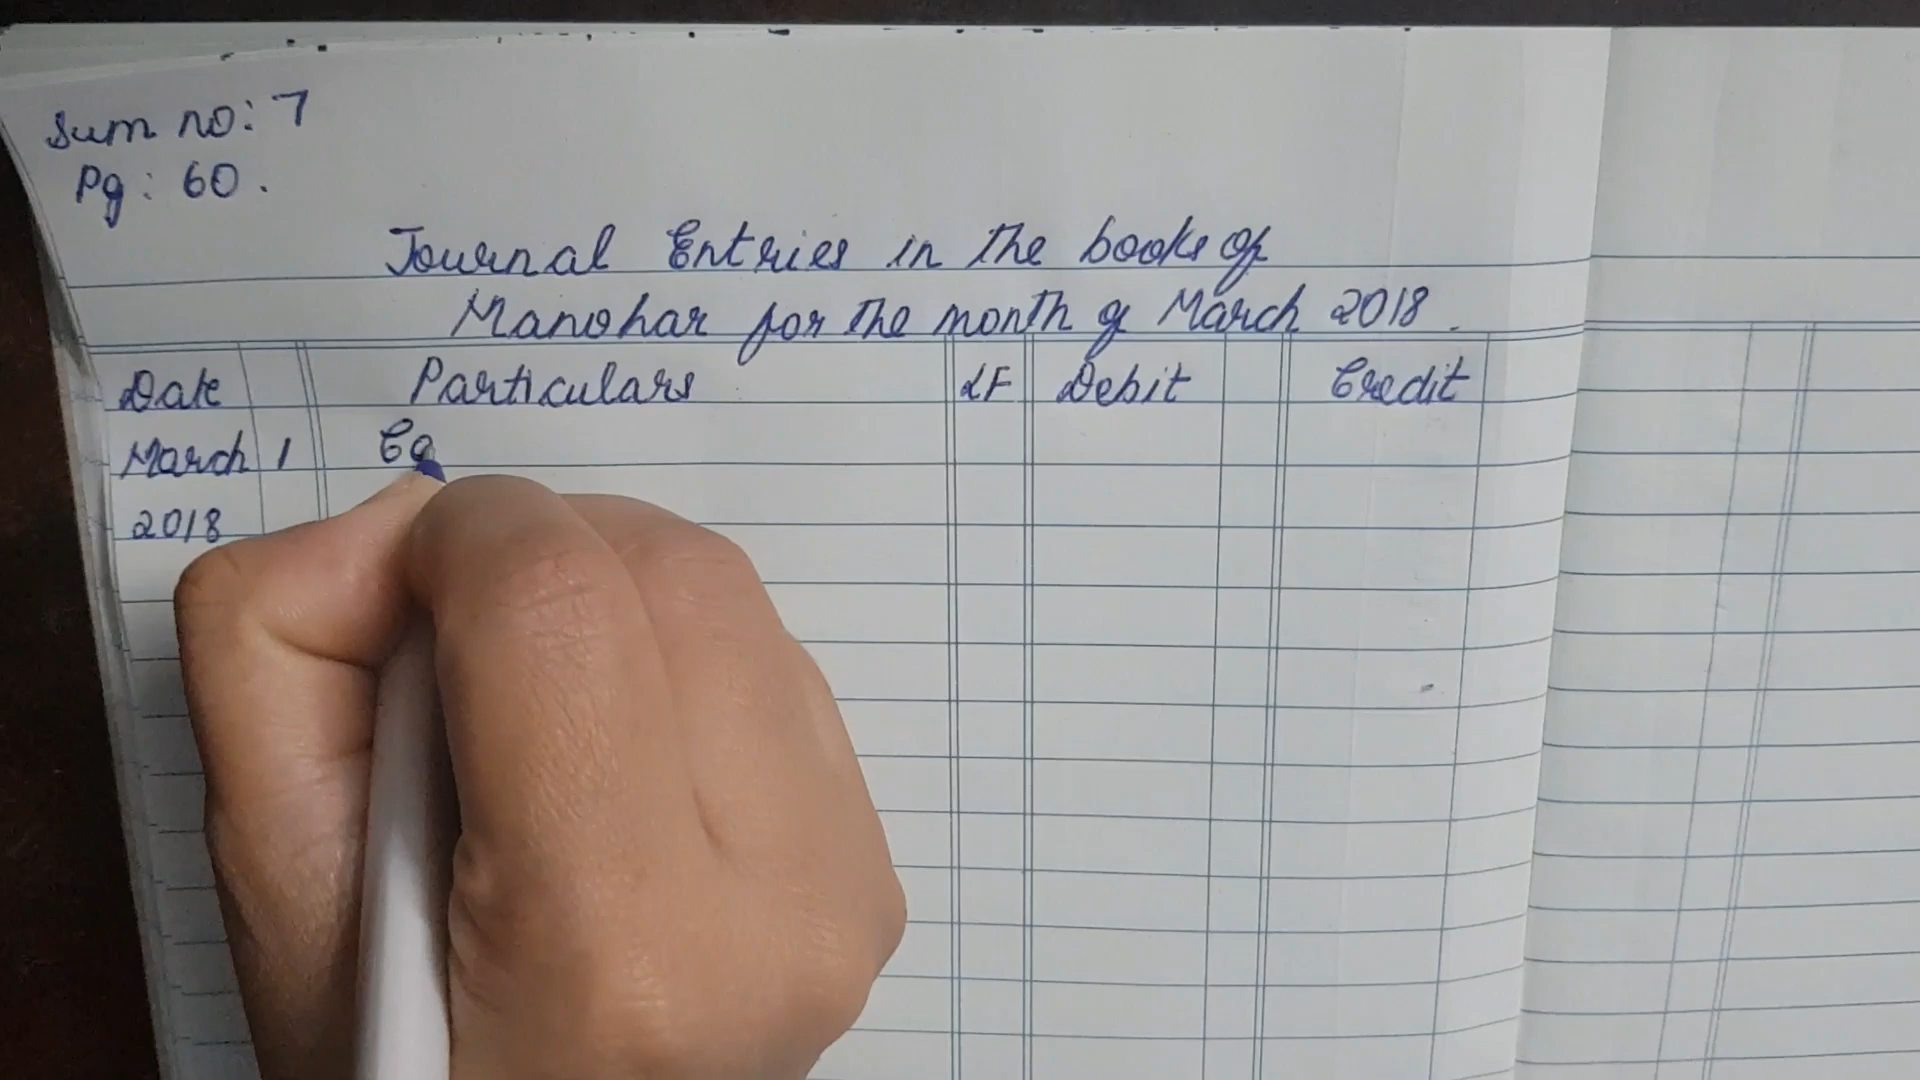 Sum no: 7
Pg: 60.
Journal Entries in the books of
Manohar for the month of March 2018.
Date Particulars LF Debit Credit
March 1 Ca
2018